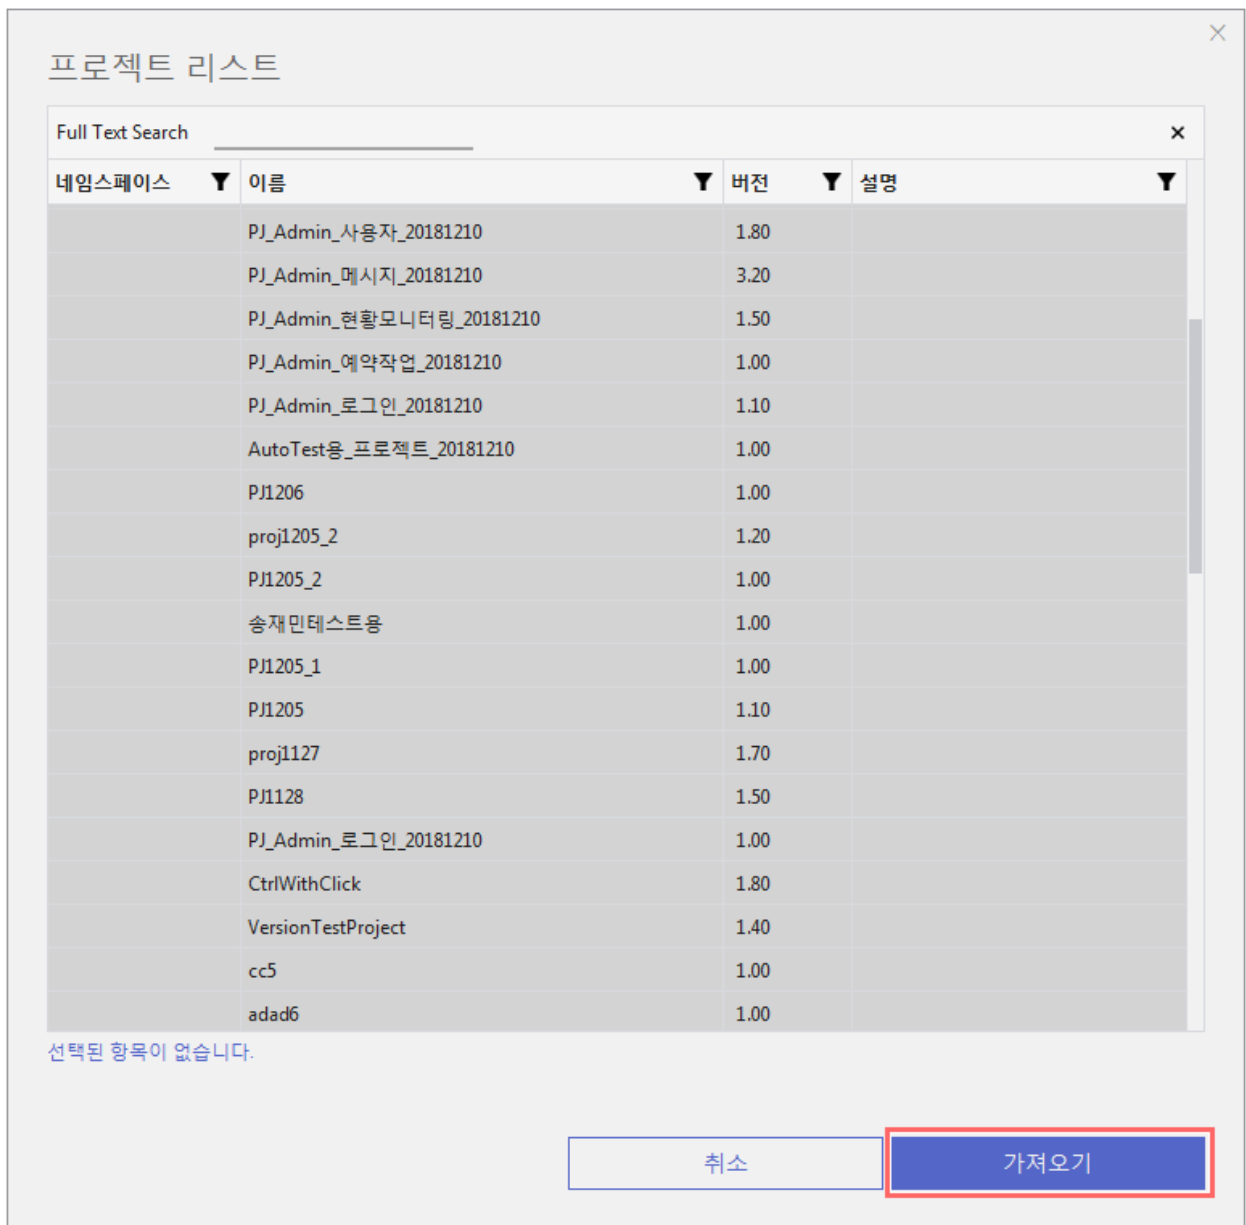 프로젝트 리스트
Full Text Search
네임스페이스 이름 버전 설명
PJ_Admin_사용자_20181210 1.80
PJ_Admin_메시지_20181210 3.20
PJ_Admin_현황모니터링_20181210 1.50
PJ_Admin_예약작업_20181210 1.00
PJ_Admin_로그인_20181210 1.10
AutoTest용_프로젝트_20181210 1.00
PJ1206 1.00
proj1205_2 1.20
PJ1205_2 1.00
송재민테스트용 1.00
PJ1205_1 1.00
PJ1205 1.10
proj1127 1.70
PJ1128 1.50
PJ_Admin_로그인_20181210 1.00
CtrlWithClick 1.80
VersionTestProject 1.40
cc5 1.00
adad6 1.00
선택된 항목이 없습니다.
취소 가져오기